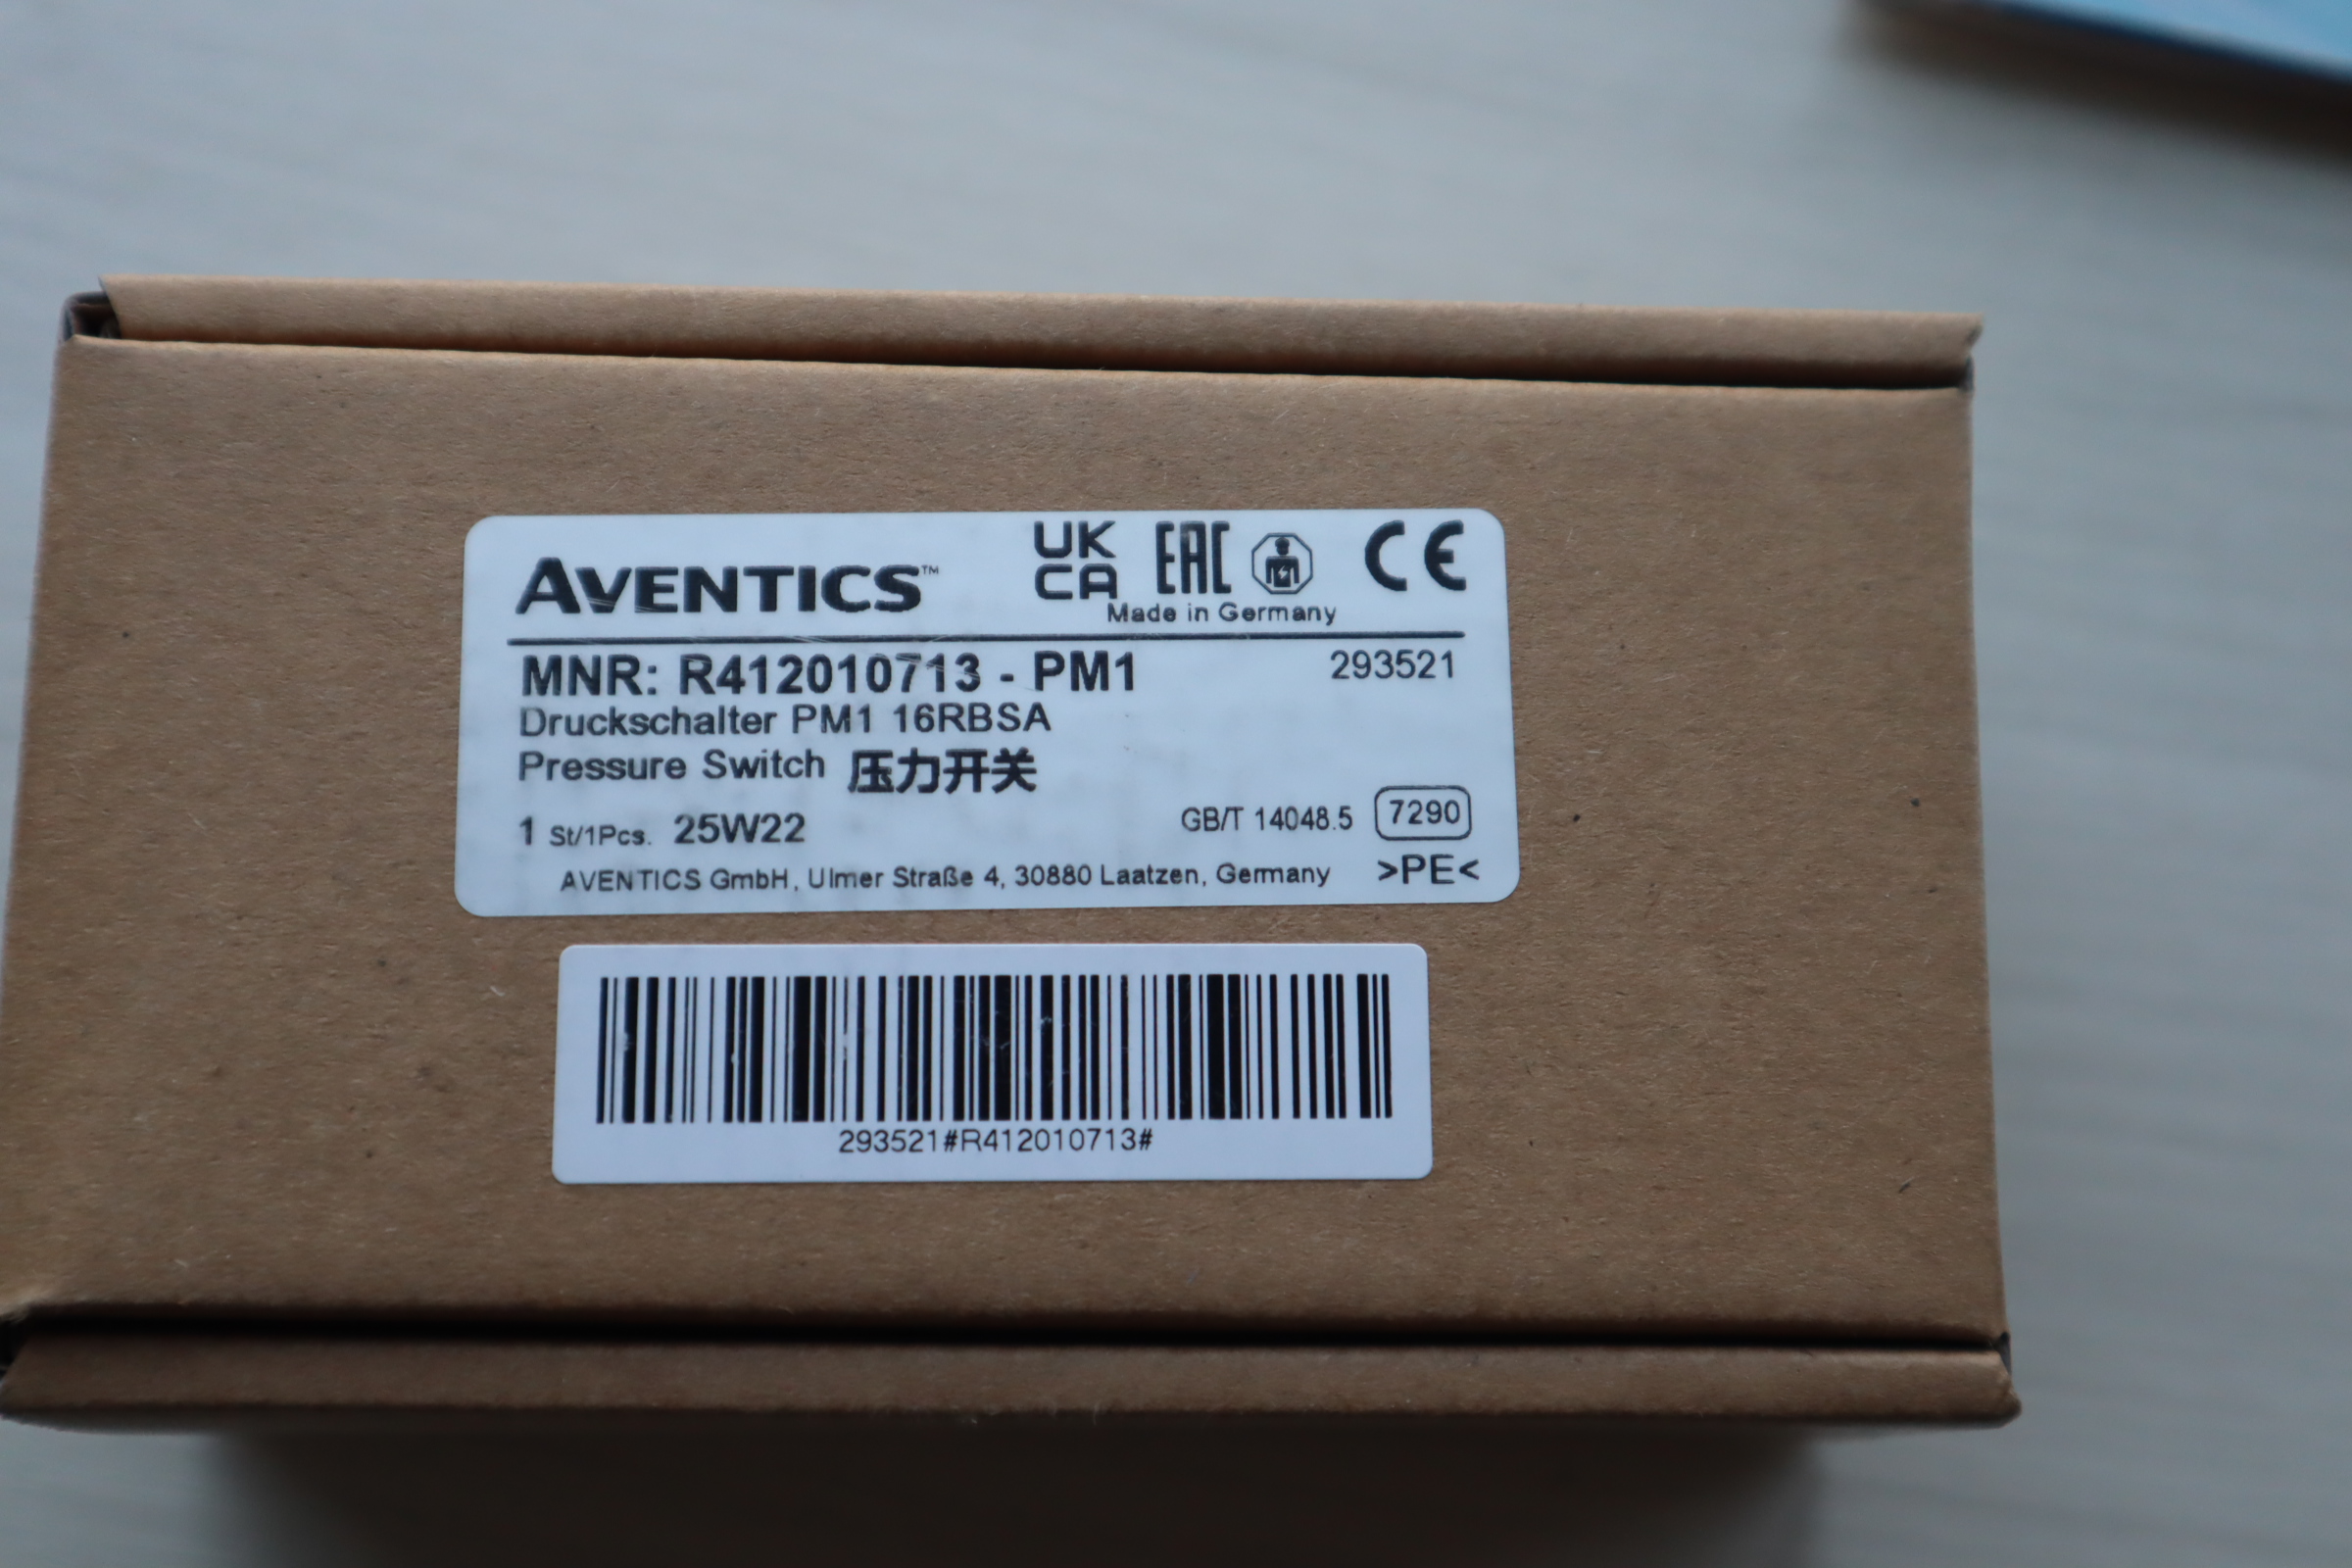 AVENTICS™
UK
CA
EAC
CE
Made in Germany
MNR: R412010713 - PM1
293521
Druckschalter PM1 16RBSA
Pressure Switch 压力开关
1 St/1Pcs. 25W22
GB/T 14048.5
7290
AVENTICS GmbH, Ulmer Straße 4, 30880 Laatzen, Germany
>PE<
293521#R412010713#